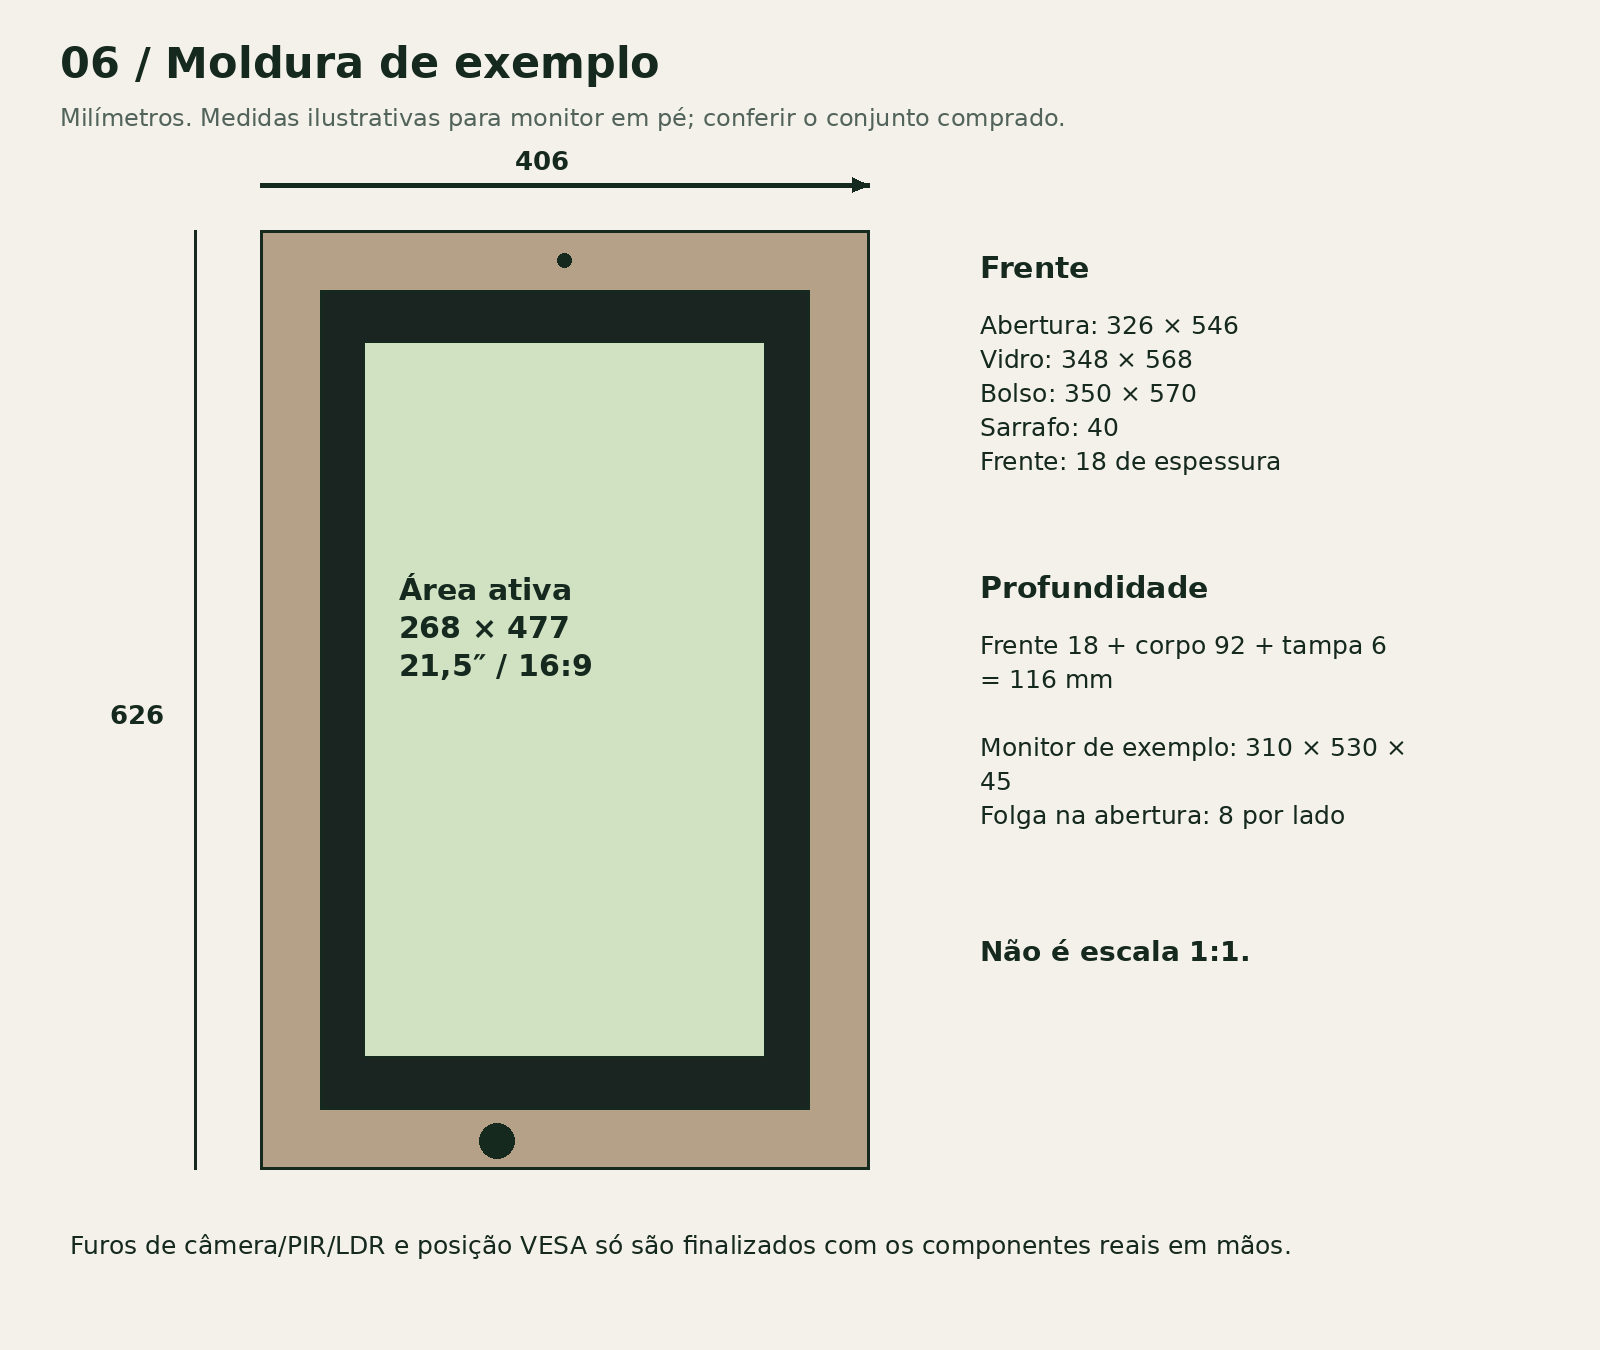 06 / Moldura de exemplo
Milímetros. Medidas ilustrativas para monitor em pé; conferir o conjunto comprado.
406
626
Área ativa
268 × 477
21,5″ / 16:9
Frente
Abertura: 326 × 546
Vidro: 348 × 568
Bolso: 350 × 570
Sarrafo: 40
Frente: 18 de espessura
Profundidade
Frente 18 + corpo 92 + tampa 6
= 116 mm
Monitor de exemplo: 310 × 530 ×
45
Folga na abertura: 8 por lado
Não é escala 1:1.
Furos de câmera/PIR/LDR e posição VESA só são finalizados com os componentes reais em mãos.